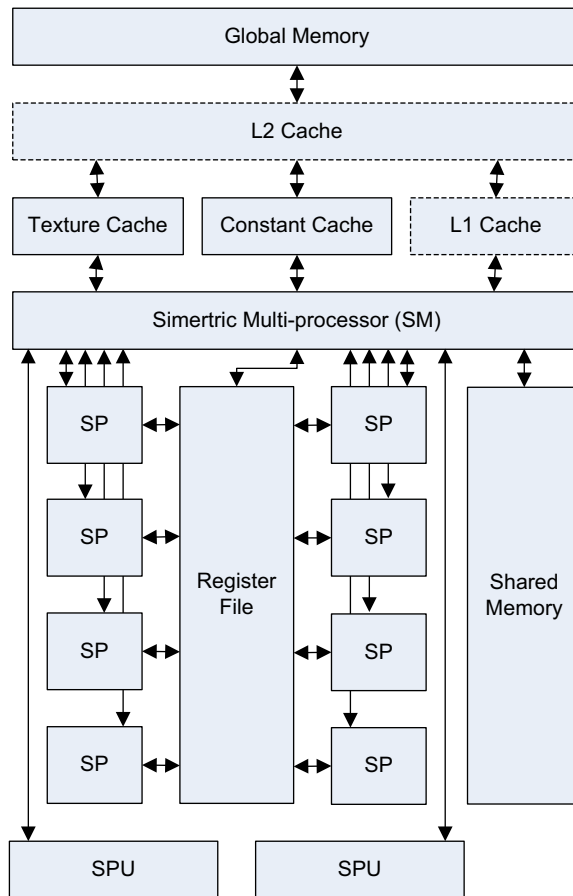 Global Memory
L2 Cache
Texture Cache
Constant Cache
L1 Cache
Simertric Multi-processor (SM)
SP
SP
SP
SP
Register
File
Shared
Memory
SP
SP
SP
SP
SPU
SPU